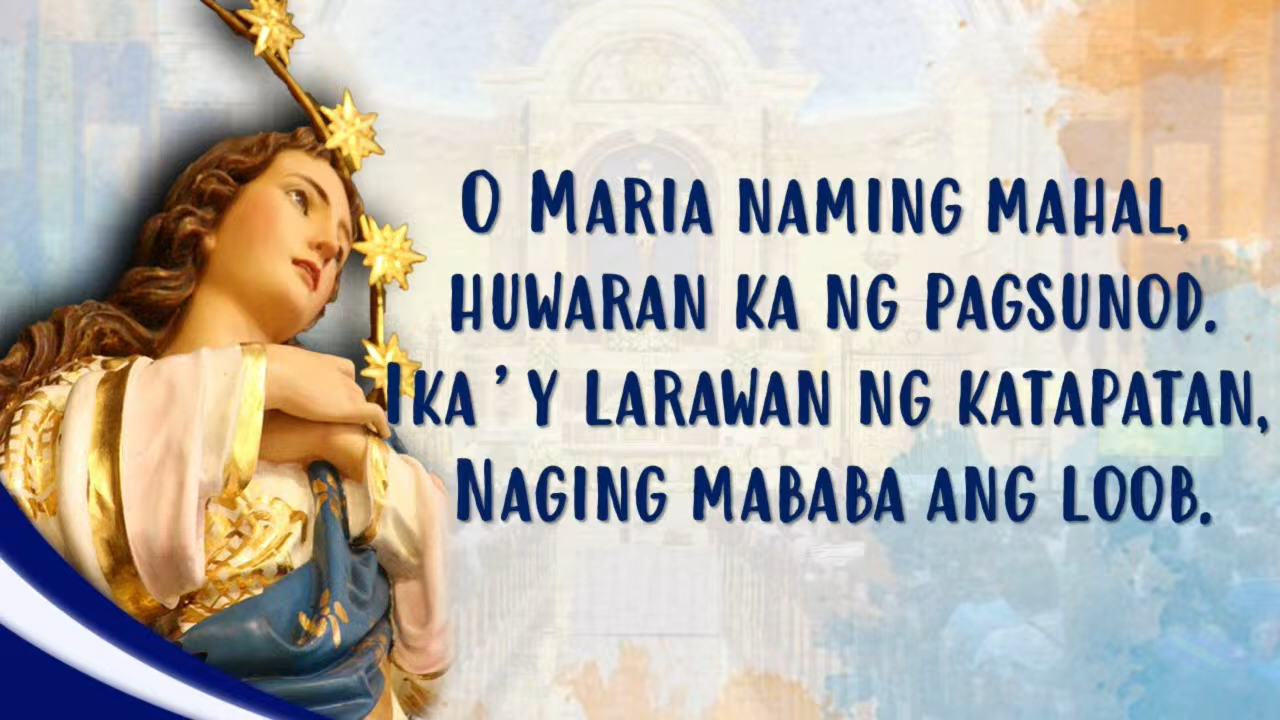 O Maria naming mahal,
huwaran ka ng pagsunod.
Ika'y larawan ng katapatan,
Naging mababa ang loob.